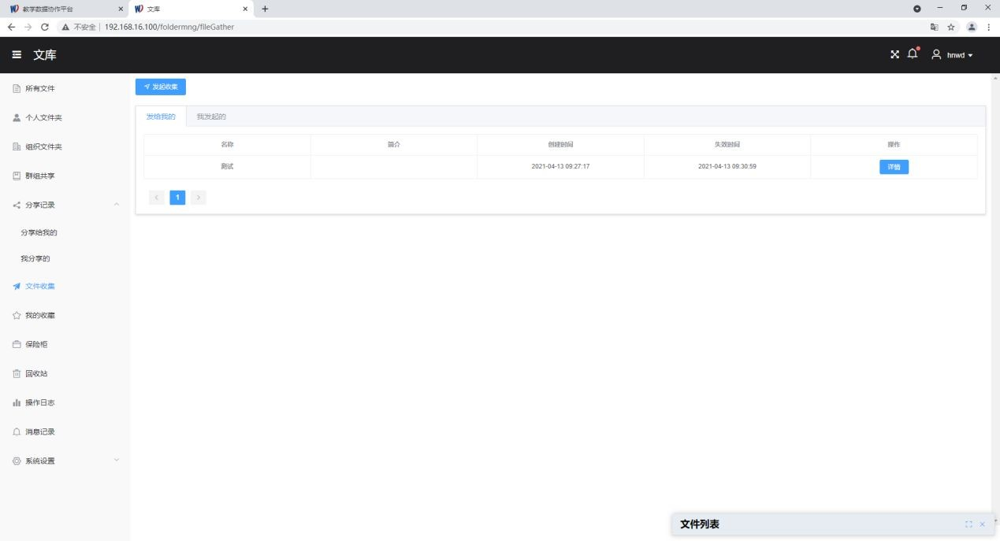 教学数据协作平台
文库
不安全
192.168.16.100/foldermng/fileGather
文库
hnwd
所有文件
个人文件夹
组织文件夹
群组共享
分享记录
分享给我的
我分享的
文件收集
我的收藏
保险柜
回收站
操作日志
消息记录
系统设置
发起收集
发给我的 我发起的
名称 简介 创建时间 失效时间 操作
测试 2021-04-13 09:27:17 2021-04-13 09:30:59 详情
1
文件列表